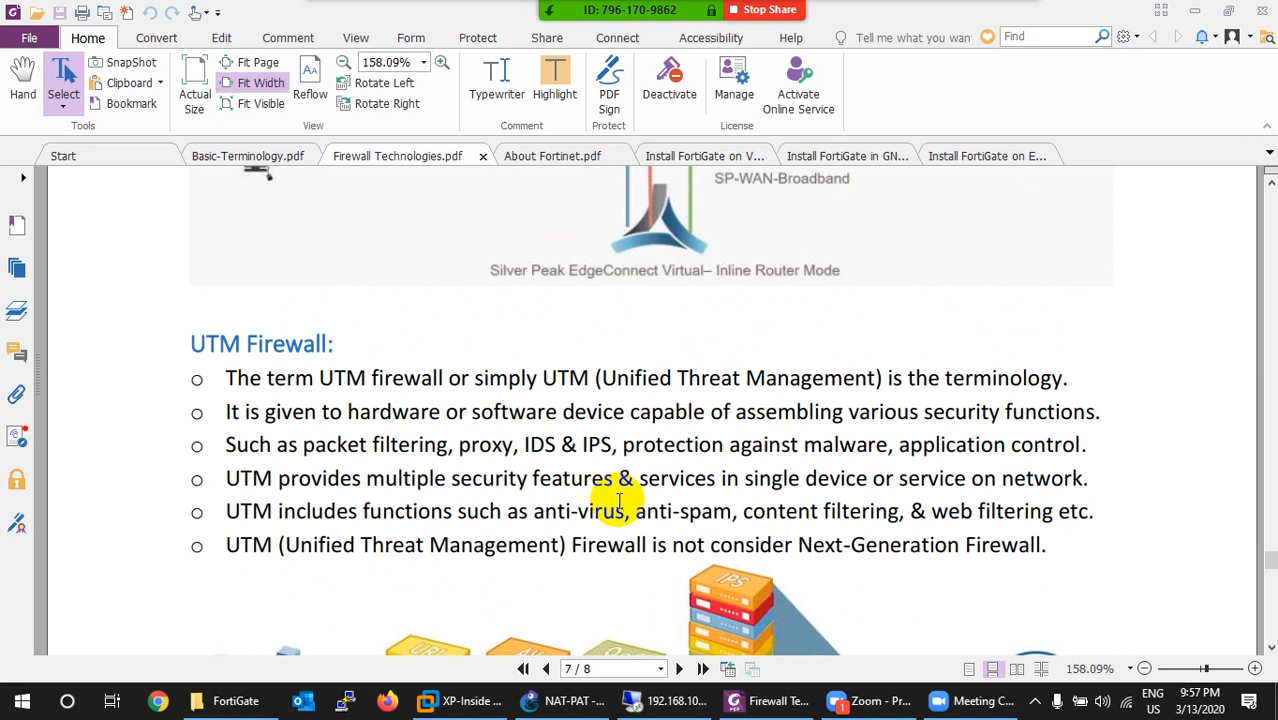 ID: 796-170-9862 Stop Share
File Home Convert Edit Comment View Form Protect Share Connect Accessibility Help Tell me what you want Find
Hand
Select
SnapShot
Clipboard
Bookmark
Tools
Actual Size
Fit Page
Fit Width
Fit Visible
Reflow
158.09%
Rotate Left
Rotate Right
View
Typewriter
Highlight
Comment
PDF Sign
Protect
Deactivate
Manage
Activate Online Service
License
Start Basic-Terminology.pdf Firewall Technologies.pdf About Fortinet.pdf Install FortiGate on V... Install FortiGate in GN... Install FortiGate on E...
SP-WAN-Broadband
Silver Peak EdgeConnect Virtual– Inline Router Mode
UTM Firewall:
o The term UTM firewall or simply UTM (Unified Threat Management) is the terminology.
o It is given to hardware or software device capable of assembling various security functions.
o Such as packet filtering, proxy, IDS & IPS, protection against malware, application control.
o UTM provides multiple security features & services in single device or service on network.
o UTM includes functions such as anti-virus, anti-spam, content filtering, & web filtering etc.
o UTM (Unified Threat Management) Firewall is not consider Next-Generation Firewall.
IPS
7 / 8 158.09%
FortiGate XP-Inside ... NAT-PAT -... 192.168.10... Firewall Te... Zoom - Pr... Meeting C...
ENG US
9:57 PM
3/13/2020